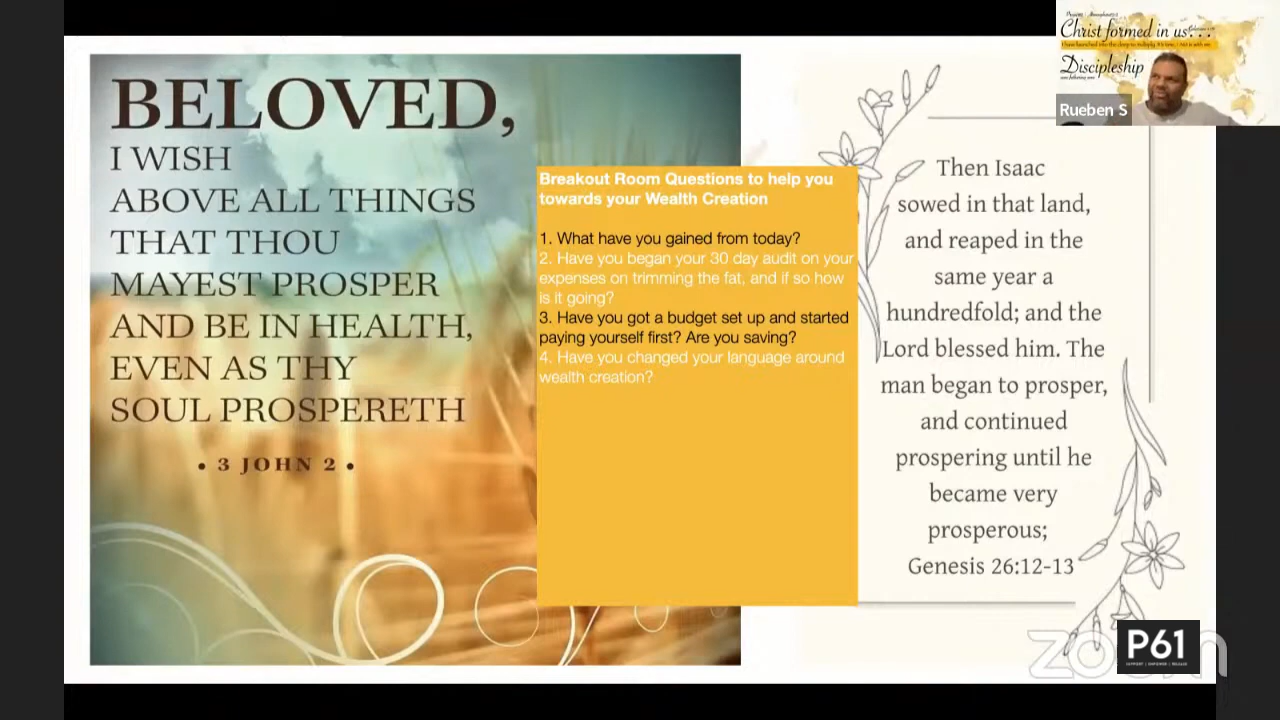 BELOVED,
I WISH
ABOVE ALL THINGS
THAT THOU
MAYEST PROSPER
AND BE IN HEALTH,
EVEN AS THY
SOUL PROSPERETH
• 3 JOHN 2 •
Breakout Room Questions to help you
towards your Wealth Creation
1. What have you gained from today?
2. Have you began your 30 day audit on your
expenses on trimming the fat, and if so how
is it going?
3. Have you got a budget set up and started
paying yourself first? Are you saving?
4. Have you changed your language around
wealth creation?
Then Isaac
sowed in that land,
and reaped in the
same year a
hundredfold; and the
Lord blessed him. The
man began to prosper,
and continued
prospering until he
became very
prosperous;
Genesis 26:12-13
Christ formed in us...
Discipleship
Rueben S
zoom
P61
SUPPORT | EMPOWER | RELEASE